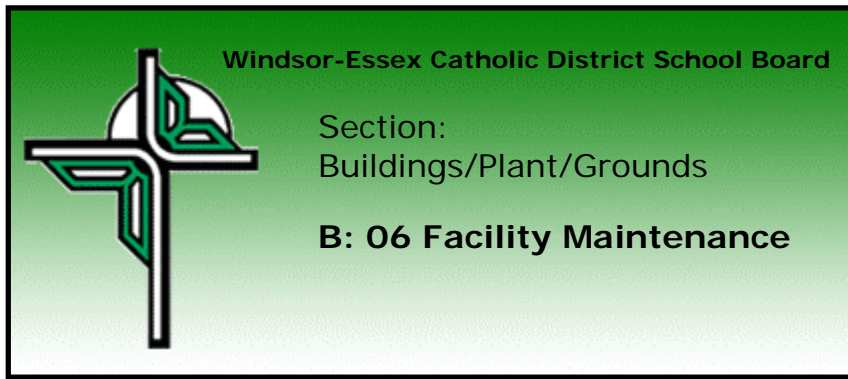 Windsor-Essex Catholic District School Board
Section:
Buildings/Plant/Grounds
B: 06 Facility Maintenance